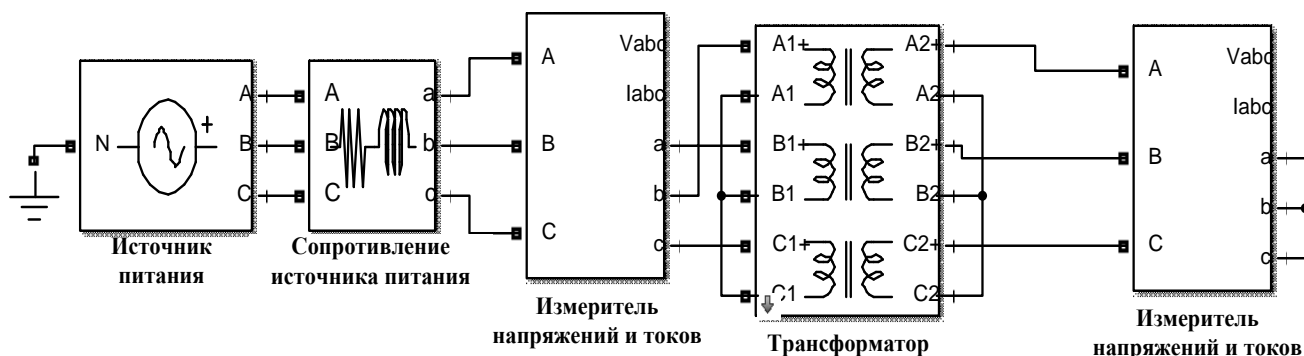 N
+
A
B
C
Источник
питания
A
B
C
a
b
c
Сопротивление
источника питания
A
B
C
Vabc
Iabc
a
b
c
Измеритель
напряжений и токов
A1+
A1
B1+
B1
C1+
C1
A2+
A2
B2+
B2
C2+
C2
Трансформатор
A
B
C
Vabc
Iabc
a
b
c
Измеритель
напряжений и токов